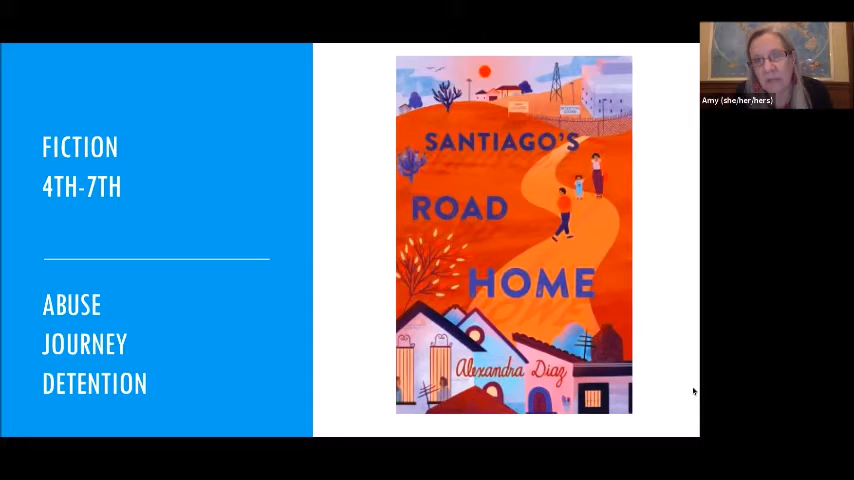 FICTION
4TH-7TH
ABUSE
JOURNEY
DETENTION
SANTIAGO'S
ROAD
HOME
Alexandra Diaz
Amy (she/her/hers)